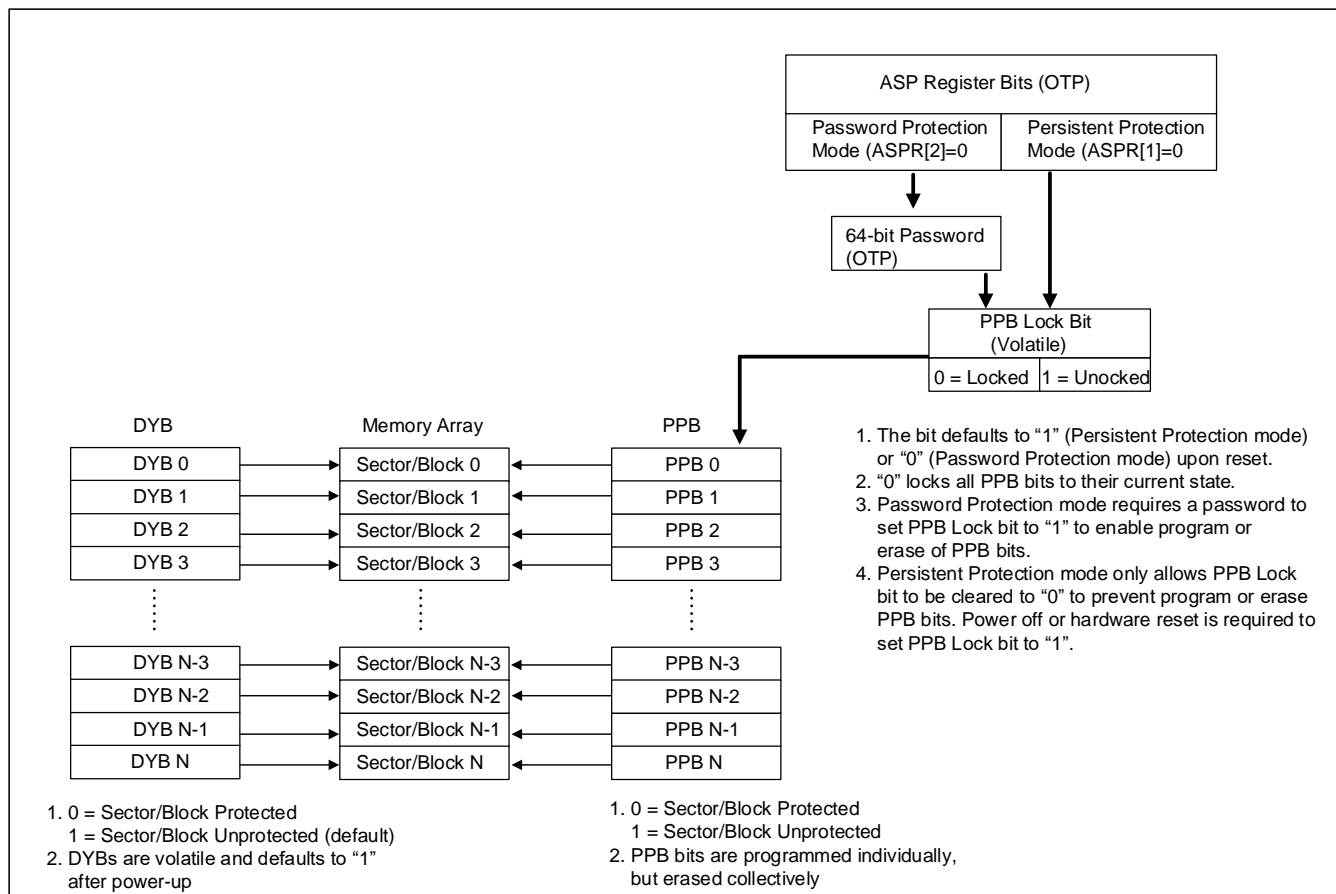 ASP Register Bits (OTP)
Password Protection
Mode (ASPR[2]=0
Persistent Protection
Mode (ASPR[1]=0
64-bit Password
(OTP)
PPB Lock Bit
(Volatile)
0 = Locked
1 = Unocked
1. The bit defaults to “1” (Persistent Protection mode)
or “0” (Password Protection mode) upon reset.
2. “0” locks all PPB bits to their current state.
3. Password Protection mode requires a password to
set PPB Lock bit to “1” to enable program or
erase of PPB bits.
4. Persistent Protection mode only allows PPB Lock
bit to be cleared to “0” to prevent program or erase
PPB bits. Power off or hardware reset is required to
set PPB Lock bit to “1”.
DYB
Memory Array
PPB
DYB 0
Sector/Block 0
PPB 0
DYB 1
Sector/Block 1
PPB 1
DYB 2
Sector/Block 2
PPB 2
DYB 3
Sector/Block 3
PPB 3
DYB N-3
Sector/Block N-3
PPB N-3
DYB N-2
Sector/Block N-2
PPB N-2
DYB N-1
Sector/Block N-1
PPB N-1
DYB N
Sector/Block N
PPB N
1. 0 = Sector/Block Protected
1 = Sector/Block Unprotected (default)
2. DYBs are volatile and defaults to “1”
after power-up
1. 0 = Sector/Block Protected
1 = Sector/Block Unprotected
2. PPB bits are programmed individually,
but erased collectively